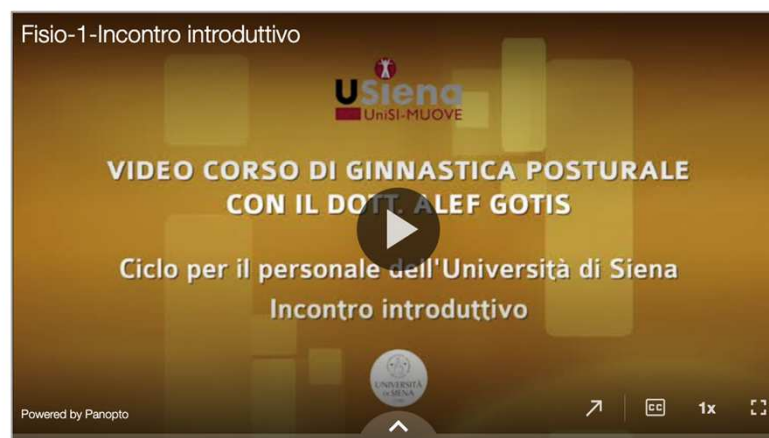 Fisio-1-Incontro introduttivo
USiena
UniSI-MUOVE
VIDEO CORSO DI GINNASTICA POSTURALE
CON IL DOTT. ALEF GOTIS
Ciclo per il personale dell'Università di Siena
Incontro introduttivo
UNIVERSITÀ
DI SIENA
Powered by Panopto
CC
1x